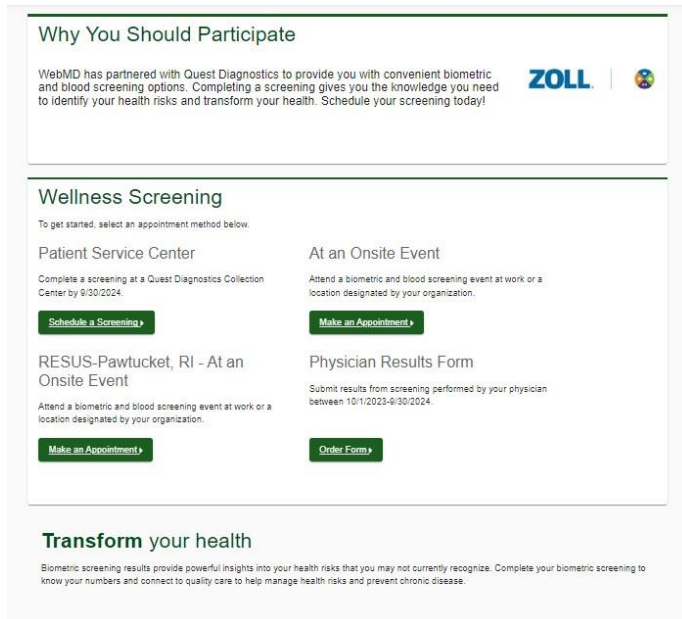 Why You Should Participate
WebMD has partnered with Quest Diagnostics to provide you with convenient biometric
and blood screening options. Completing a screening gives you the knowledge you need
to identify your health risks and transform your health. Schedule your screening today!
ZOLL.
Wellness Screening
To get started, select an appointment method below.
Patient Service Center
Complete a screening at a Quest Diagnostics Collection
Center by 9/30/2024.
Schedule a Screening
At an Onsite Event
Attend a biometric and blood screening event at work or a
location designated by your organization.
Make an Appointment
RESUS-Pawtucket, RI - At an
Onsite Event
Attend a biometric and blood screening event at work or a
location designated by your organization.
Make an Appointment
Physician Results Form
Submit results from screening performed by your physician
between 10/1/2023-9/30/2024.
Order Form
Transform your health
Biometric screening results provide powerful insights into your health risks that you may not currently recognize. Complete your biometric screening to
know your numbers and connect to quality care to help manage health risks and prevent chronic disease.